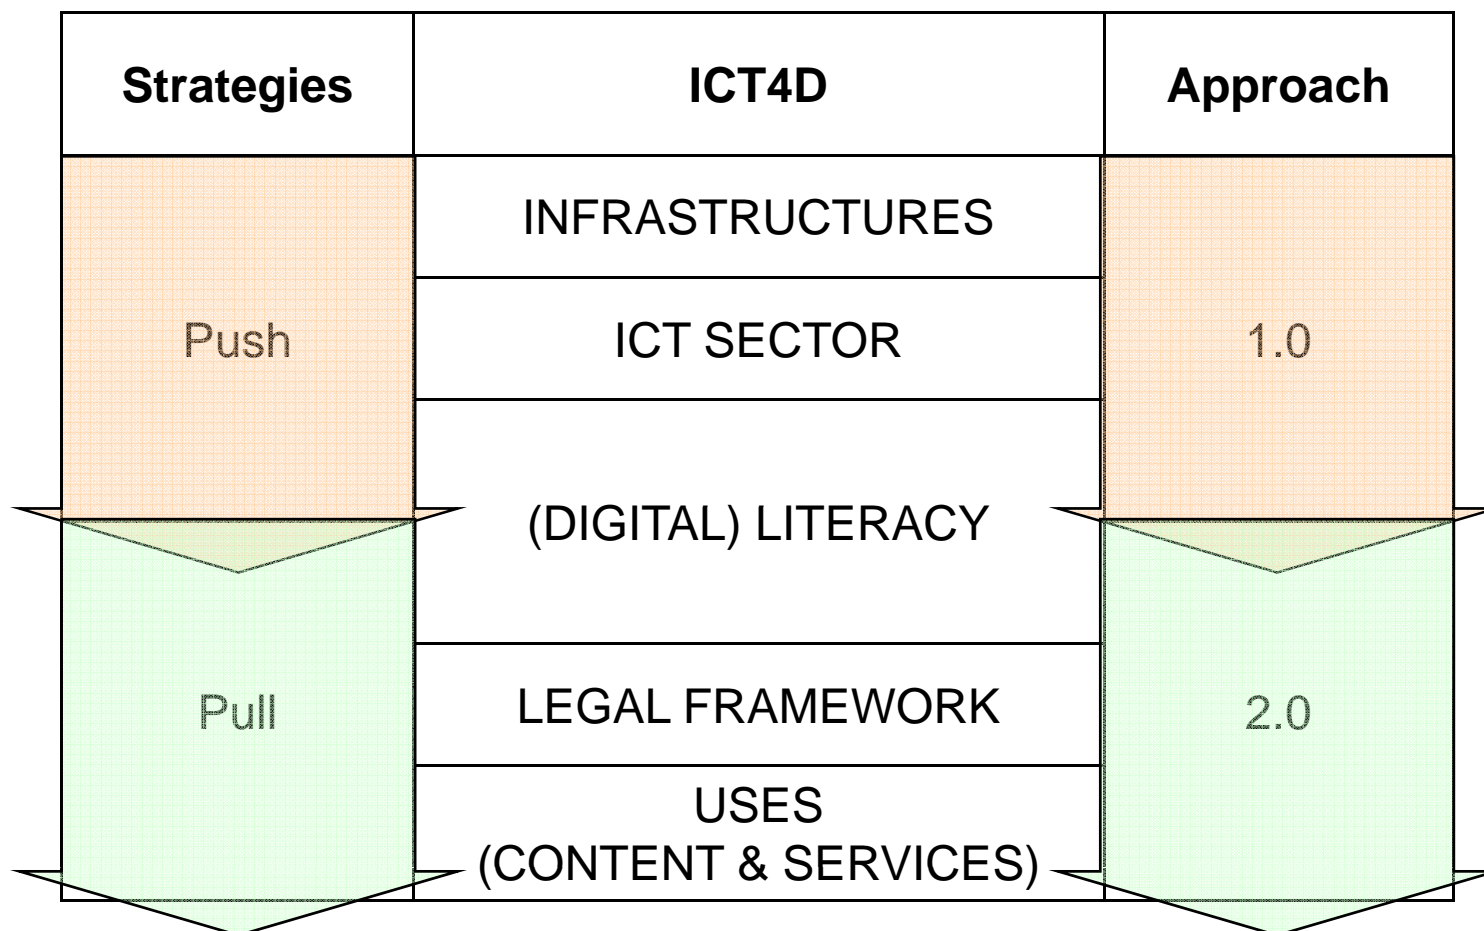 Strategies
ICT4D
Approach
INFRASTRUCTURES
Push
ICT SECTOR
1.0
(DIGITAL) LITERACY
Pull
LEGAL FRAMEWORK
2.0
USES
(CONTENT & SERVICES)